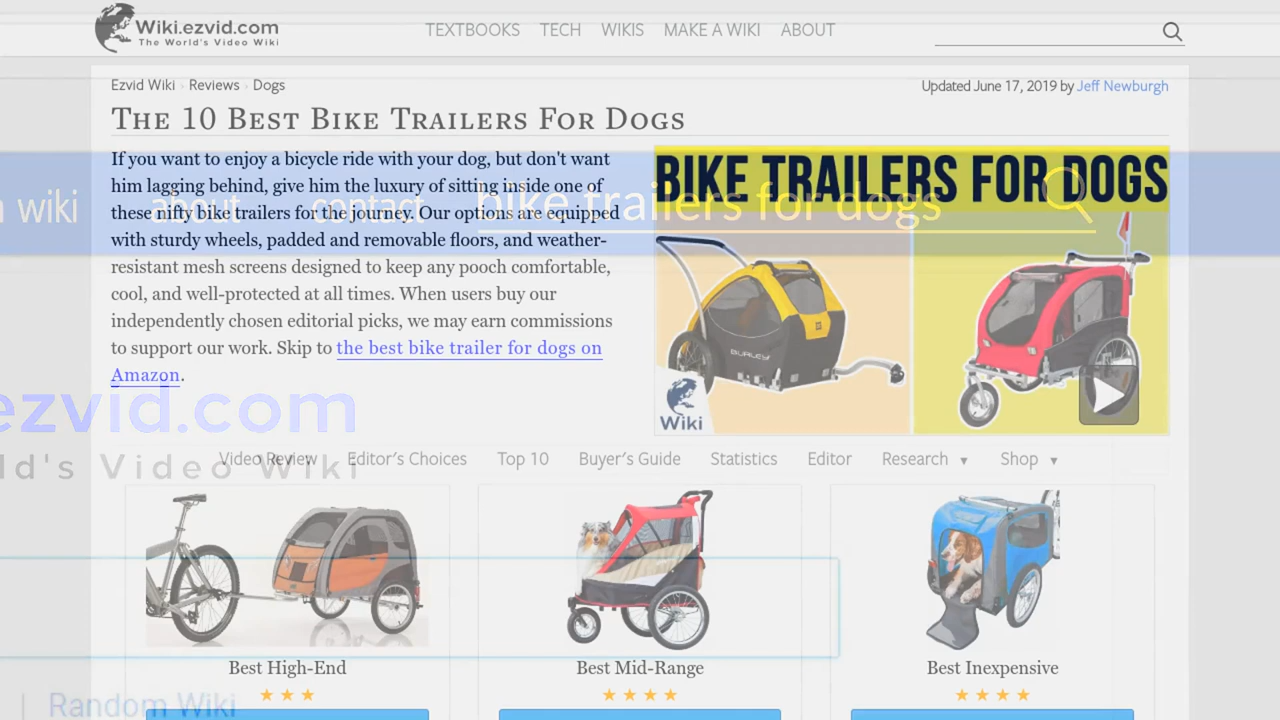 Wiki.ezvid.com
The World's Video Wiki
TEXTBOOKS TECH WIKIS MAKE A WIKI ABOUT
Ezvid Wiki › Reviews › Dogs
Updated June 17, 2019 by Jeff Newburgh
The 10 Best Bike Trailers For Dogs
If you want to enjoy a bicycle ride with your dog, but don't want
him lagging behind, give him the luxury of sitting inside one of
these nifty bike trailers for the journey. Our options are equipped
with sturdy wheels, padded and removable floors, and weather-
resistant mesh screens designed to keep any pooch comfortable,
cool, and well-protected at all times. When users buy our
independently chosen editorial picks, we may earn commissions
to support our work. Skip to the best bike trailer for dogs on
Amazon.
BIKE TRAILERS FOR DOGS
BURLEY
Wiki
wiki about contact bike trailers for dogs
ezvid.com
ld's Video Wiki
Video Review Editor's Choices Top 10 Buyer's Guide Statistics Editor Research ▼ Shop ▼
Best High-End
Best Mid-Range
Best Inexpensive
Random Wiki